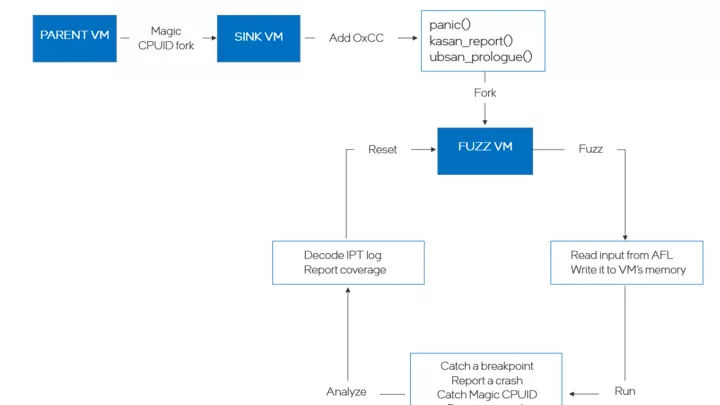 PARENT VM
Magic
CPUID fork
SINK VM
Add OxCC
panic()
kasan_report()
ubsan_prologue()
Fork
Reset
FUZZ VM
Fuzz
Decode IPT log
Report coverage
Read input from AFL
Write it to VM's memory
Catch a breakpoint
Report a crash
Catch Magic CPUID
Analyze
Run